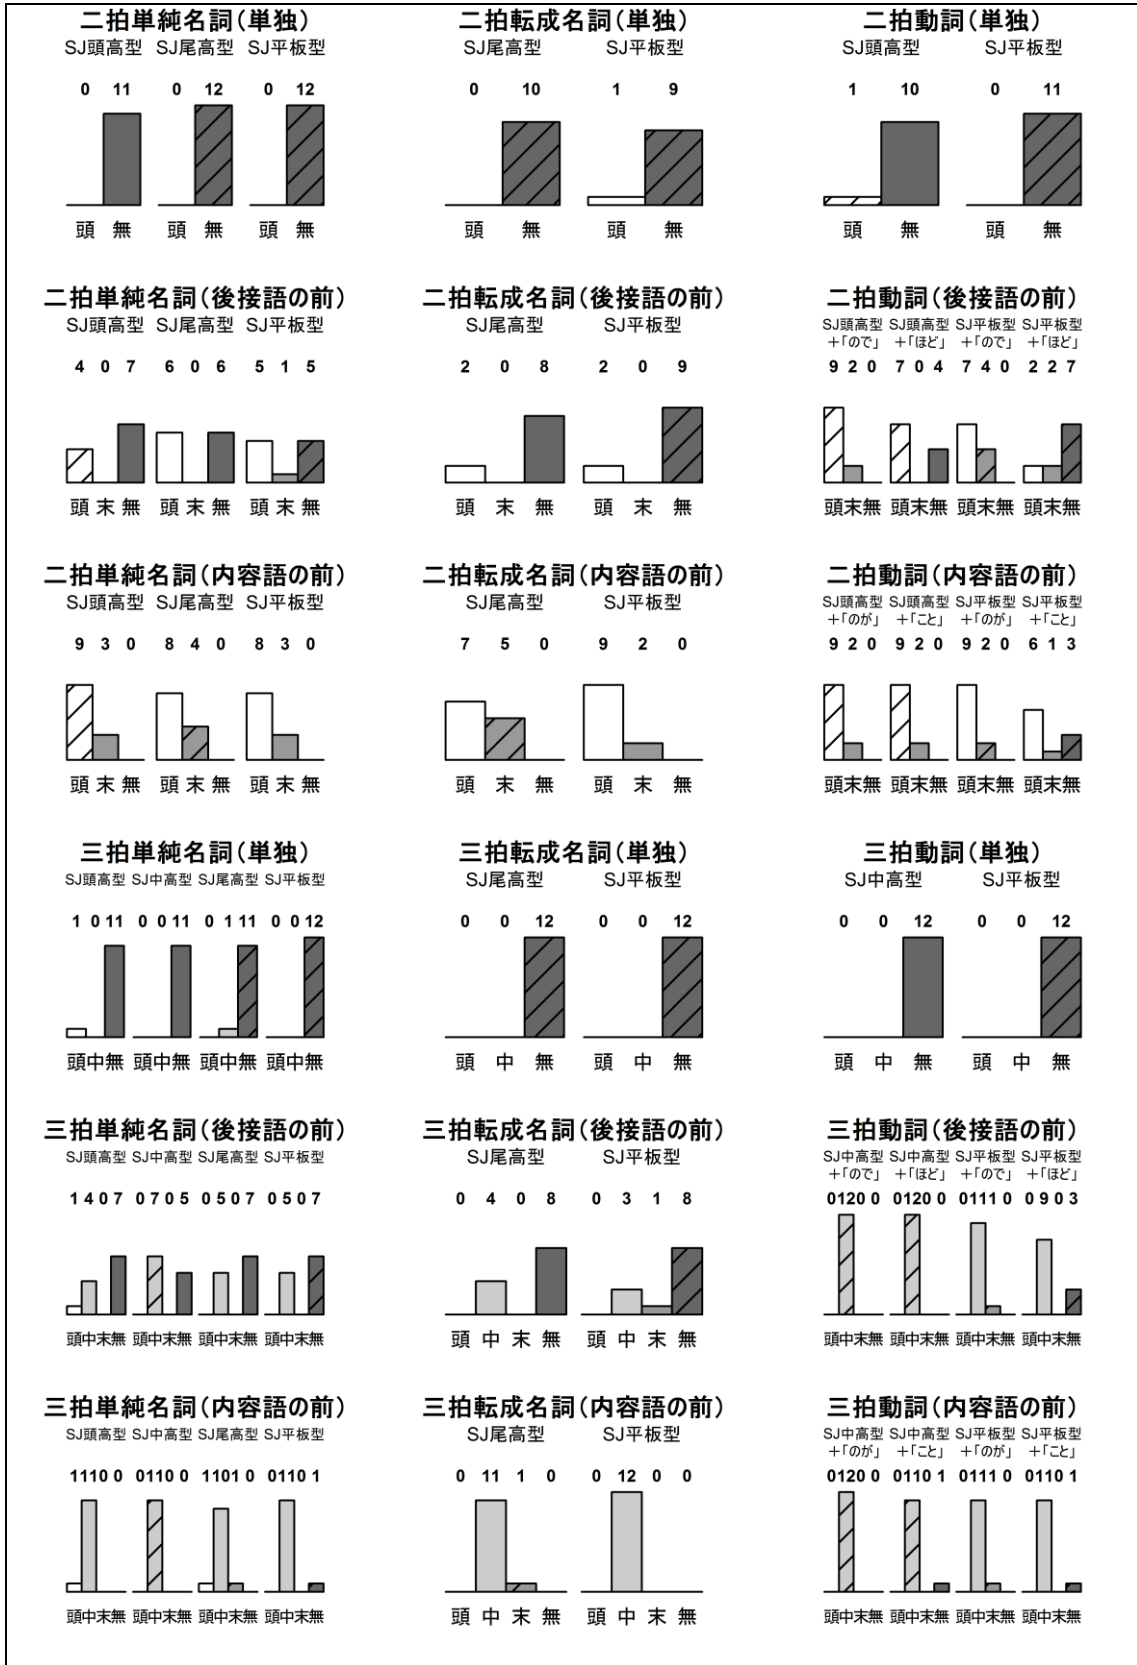 二拍単純名詞(単独) 二拍転成名詞(単独) 二拍動詞(単独)
SJ頭高型 SJ尾高型 SJ平板型 SJ尾高型 SJ平板型 SJ頭高型 SJ平板型
0 11 0 12 0 12 0 10 1 9 1 10 0 11
頭 無 頭 無 頭 無 頭 無 頭 無 頭 無 頭 無
二拍単純名詞(後接語の前) 二拍転成名詞(後接語の前) 二拍動詞(後接語の前)
SJ頭高型 SJ尾高型 SJ平板型 SJ尾高型 SJ平板型 SJ頭高型 SJ頭高型 SJ平板型 SJ平板型
+「ので」 +「ほど」 +「ので」 +「ほど」
4 0 7 6 0 6 5 1 5 2 0 8 2 0 9 9 2 0 7 0 4 7 4 0 2 2 7
頭 末 無 頭 末 無 頭 末 無 頭 末 無 頭 末 無 頭末無 頭末無 頭末無 頭末無
二拍単純名詞(内容語の前) 二拍転成名詞(内容語の前) 二拍動詞(内容語の前)
SJ頭高型 SJ尾高型 SJ平板型 SJ尾高型 SJ平板型 SJ頭高型 SJ頭高型 SJ平板型 SJ平板型
+「のが」 +「こと」 +「のが」 +「こと」
9 3 0 8 4 0 8 3 0 7 5 0 9 2 0 9 2 0 9 2 0 9 2 0 6 1 3
頭 末 無 頭 末 無 頭 末 無 頭 末 無 頭 末 無 頭末無 頭末無 頭末無 頭末無
三拍単純名詞(単独) 三拍転成名詞(単独) 三拍動詞(単独)
SJ頭高型 SJ中高型 SJ尾高型 SJ平板型 SJ尾高型 SJ平板型 SJ中高型 SJ平板型
1 0 11 0 0 11 0 1 11 0 0 12 0 0 12 0 0 12 0 0 12 0 0 12
頭中無 頭中無 頭中無 頭中無 頭 中 無 頭 中 無 頭 中 無 頭 中 無
三拍単純名詞(後接語の前) 三拍転成名詞(後接語の前) 三拍動詞(後接語の前)
SJ頭高型 SJ中高型 SJ尾高型 SJ平板型 SJ尾高型 SJ平板型 SJ中高型 SJ中高型 SJ平板型 SJ平板型
+「ので」 +「ほど」 +「ので」 +「ほど」
1 4 0 7 0 7 0 5 0 5 0 7 0 5 0 7 0 4 0 8 0 3 1 8 0120 0 0120 0 0111 0 0 9 0 3
頭中末無 頭中末無 頭中末無 頭中末無 頭 中 末 無 頭 中 末 無 頭中末無 頭中末無 頭中末無 頭中末無
三拍単純名詞(内容語の前) 三拍転成名詞(内容語の前) 三拍動詞(内容語の前)
SJ頭高型 SJ中高型 SJ尾高型 SJ平板型 SJ尾高型 SJ平板型 SJ中高型 SJ中高型 SJ平板型 SJ平板型
+「のが」 +「こと」 +「のが」 +「こと」
1110 0 0110 0 1101 0 0110 1 0 11 1 0 0 12 0 0 0120 0 0110 1 0111 0 0110 1
頭中末無 頭中末無 頭中末無 頭中末無 頭 中 末 無 頭 中 末 無 頭中末無 頭中末無 頭中末無 頭中末無